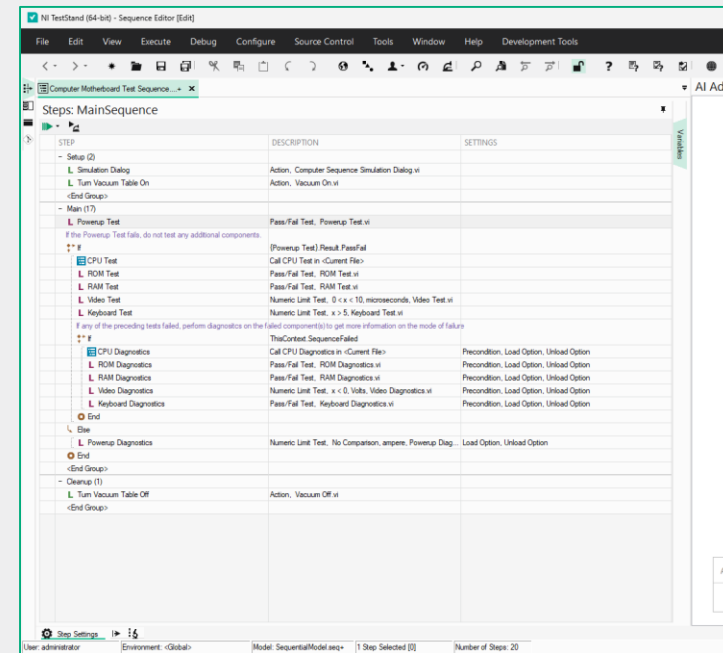 NI TestStand (64-bit) - Sequence Editor [Edit]
File Edit View Execute Debug Configure Source Control Tools Window Help Development Tools
Computer Motherboard Test Sequence....+ × AI Ad
Steps: MainSequence
Variables
STEP DESCRIPTION SETTINGS
− Setup (2)
Simulation Dialog Action, Computer Sequence Simulation Dialog.vi
Turn Vacuum Table On Action, Vacuum On.vi
<End Group>
− Main (17)
Powerup Test Pass/Fail Test, Powerup Test.vi
If the Powerup Test fails, do not test any additional components.
If {Powerup Test}.Result.PassFail
CPU Test Call CPU Test in <Current File>
ROM Test Pass/Fail Test, ROM Test.vi
RAM Test Pass/Fail Test, RAM Test.vi
Video Test Numeric Limit Test, 0 < x < 10, microseconds, Video Test.vi
Keyboard Test Numeric Limit Test, x > 5, Keyboard Test.vi
If any of the preceding tests failed, perform diagnositcs on the failed component(s) to get more information on the mode of failure
If ThisContext.SequenceFailed
CPU Diagnostics Call CPU Diagnostics in <Current File> Precondition, Load Option, Unload Option
ROM Diagnostics Pass/Fail Test, ROM Diagnostics.vi Precondition, Load Option, Unload Option
RAM Diagnostics Pass/Fail Test, RAM Diagnostics.vi Precondition, Load Option, Unload Option
Video Diagnostics Numeric Limit Test, x < 0, Volts, Video Diagnostics.vi Precondition, Load Option, Unload Option
Keyboard Diagnostics Pass/Fail Test, Keyboard Diagnostics.vi Precondition, Load Option, Unload Option
End
Else
Powerup Diagnostics Numeric Limit Test, No Comparison, ampere, Powerup Diag... Load Option, Unload Option
End
<End Group>
− Cleanup (1)
Turn Vacuum Table Off Action, Vacuum Off.vi
<End Group>
Step Settings
User: administrator Environment: <Global> Model: SequentialModel.seq+ 1 Step Selected [0] Number of Steps: 20